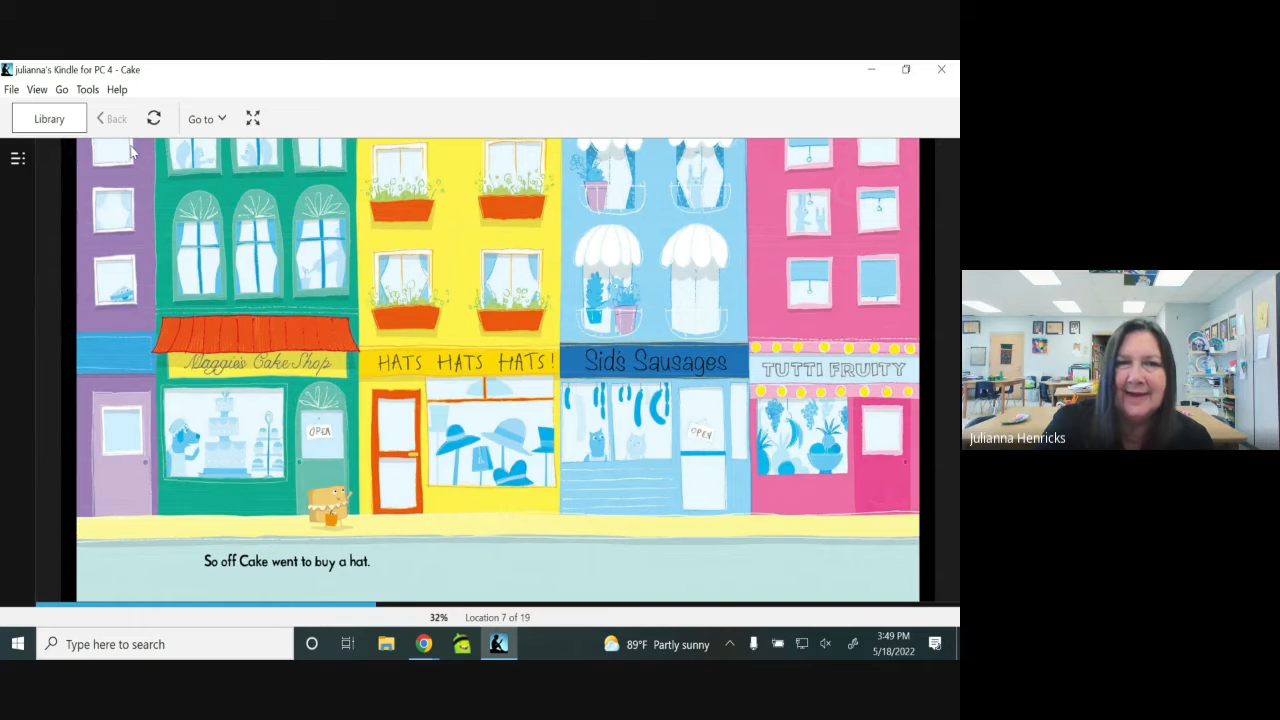 julianna's Kindle for PC 4 - Cake
File View Go Tools Help
Library Back Go to
Maggie's Cake Shop
HATS HATS HATS!
Sid's Sausages
TUTTI FRUITY
OPEN
OPEN
So off Cake went to buy a hat.
32% Location 7 of 19
Type here to search
89°F Partly sunny
3:49 PM
5/18/2022
Julianna Henricks